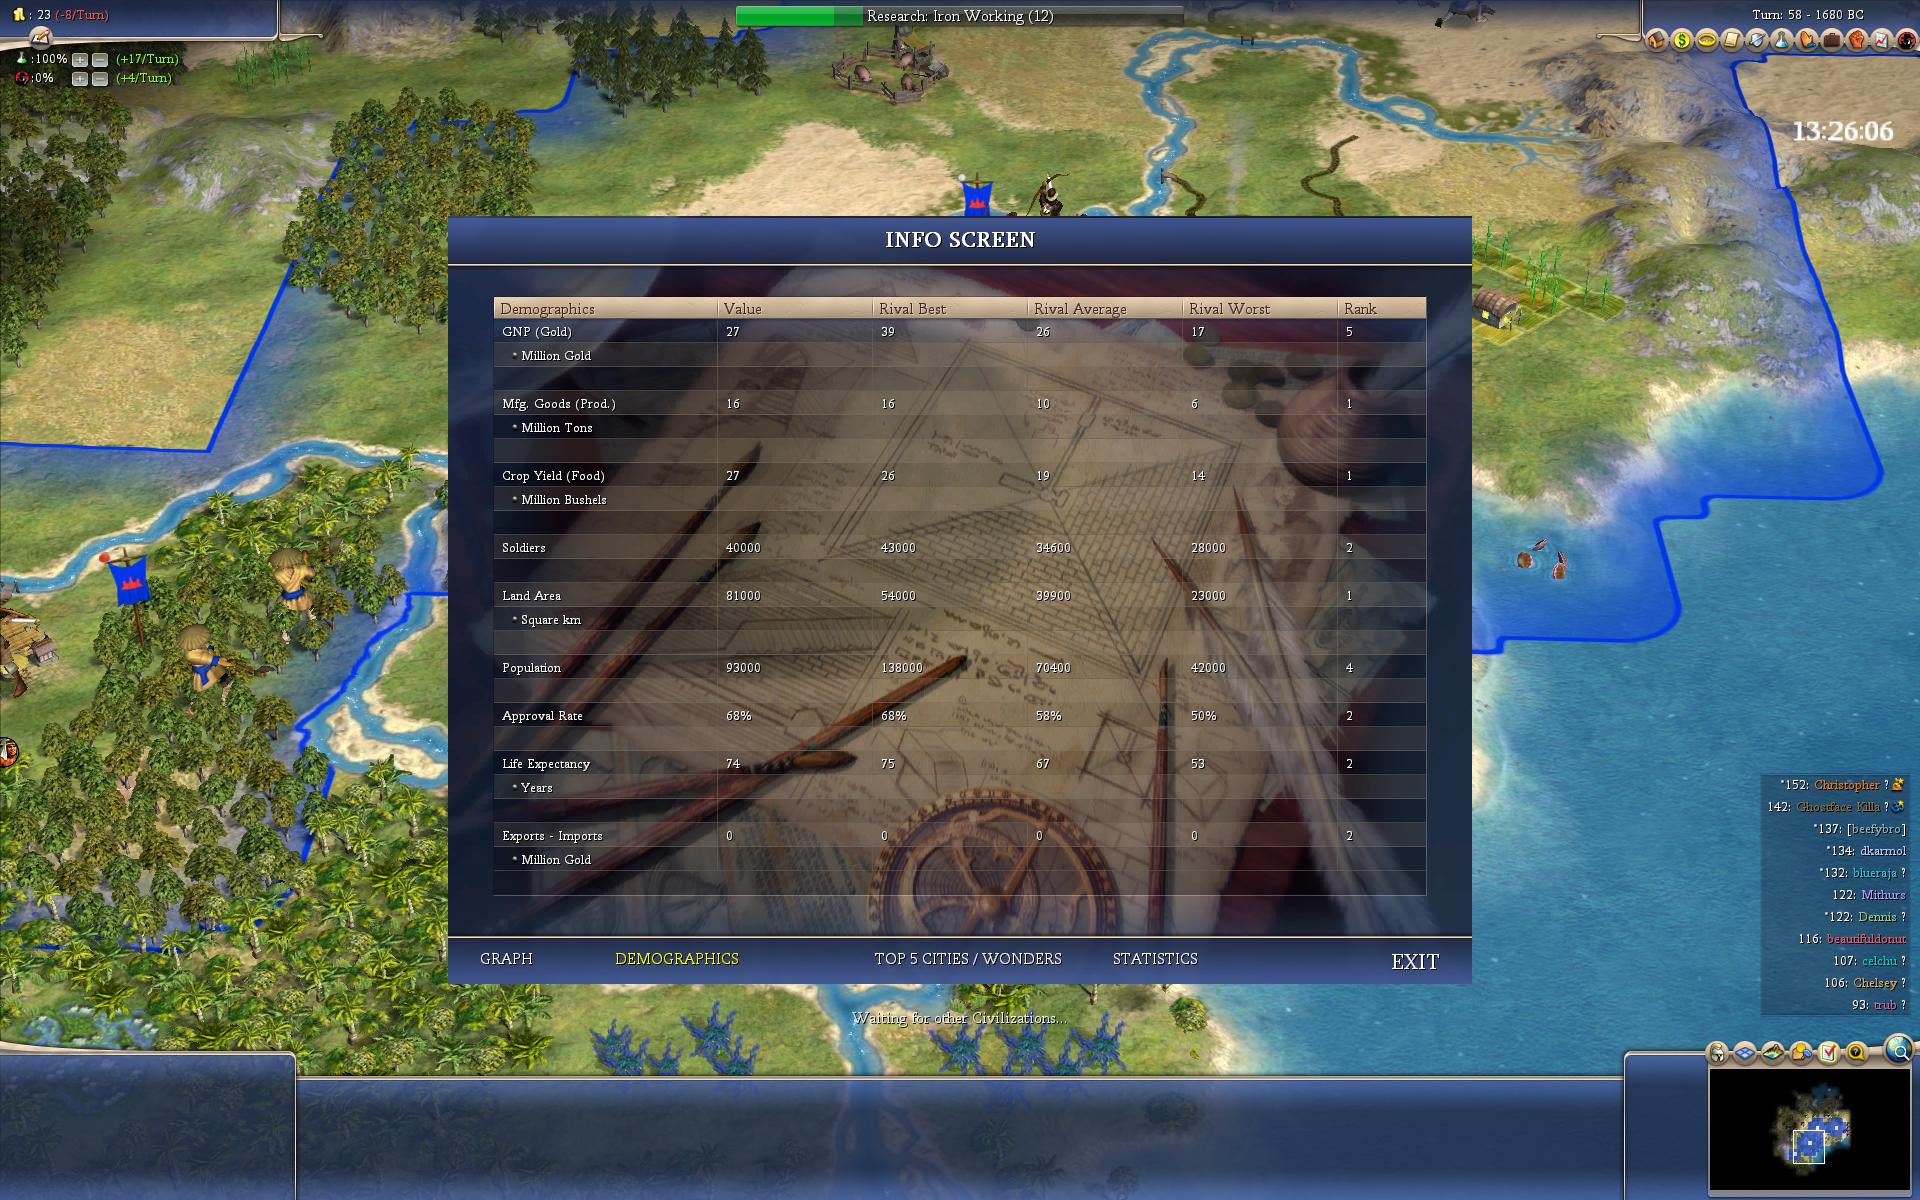 : 23 (-8/Turn)
Research: Iron Working (12)
Turn: 58 - 1680 BC
:100% (+17/Turn)
:0% (+4/Turn)
13:26:06
INFO SCREEN
Demographics Value Rival Best Rival Average Rival Worst Rank
GNP (Gold) 27 39 26 17 5
* Million Gold
Mfg. Goods (Prod.) 16 16 10 6 1
* Million Tons
Crop Yield (Food) 27 26 19 14 1
* Million Bushels
Soldiers 40000 43000 34600 28000 2
Land Area 81000 54000 39900 23000 1
* Square km
Population 93000 138000 70400 42000 4
Approval Rate 68% 68% 58% 50% 2
Life Expectancy 74 75 67 53 2
* Years
Exports - Imports 0 0 0 0 2
* Million Gold
GRAPH DEMOGRAPHICS TOP 5 CITIES / WONDERS STATISTICS EXIT
Waiting for other Civilizations...
*152: Christopher ?
142: Ghostface Killa ?
*137: [beefybro]
*134: dkarmol
*132: blueraja ?
122: Mithurs
*122: Dennis ?
116: beautifuldonut
107: celchu ?
106: Chelsey ?
93: trub ?